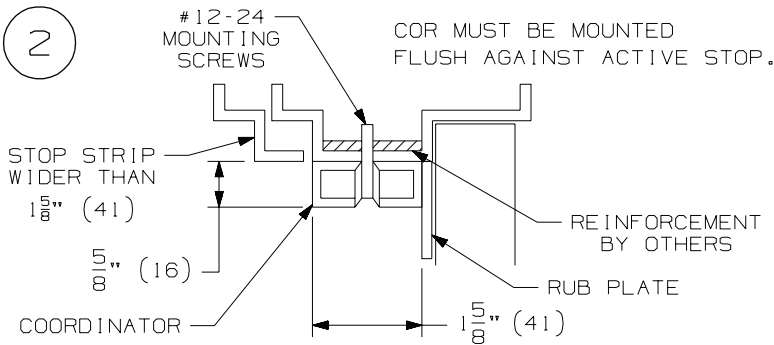 2
#12-24
MOUNTING
SCREWS
COR MUST BE MOUNTED
FLUSH AGAINST ACTIVE STOP.
STOP STRIP
WIDER THAN
1 5/8" (41)
5/8" (16)
COORDINATOR
REINFORCEMENT
BY OTHERS
RUB PLATE
1 5/8" (41)